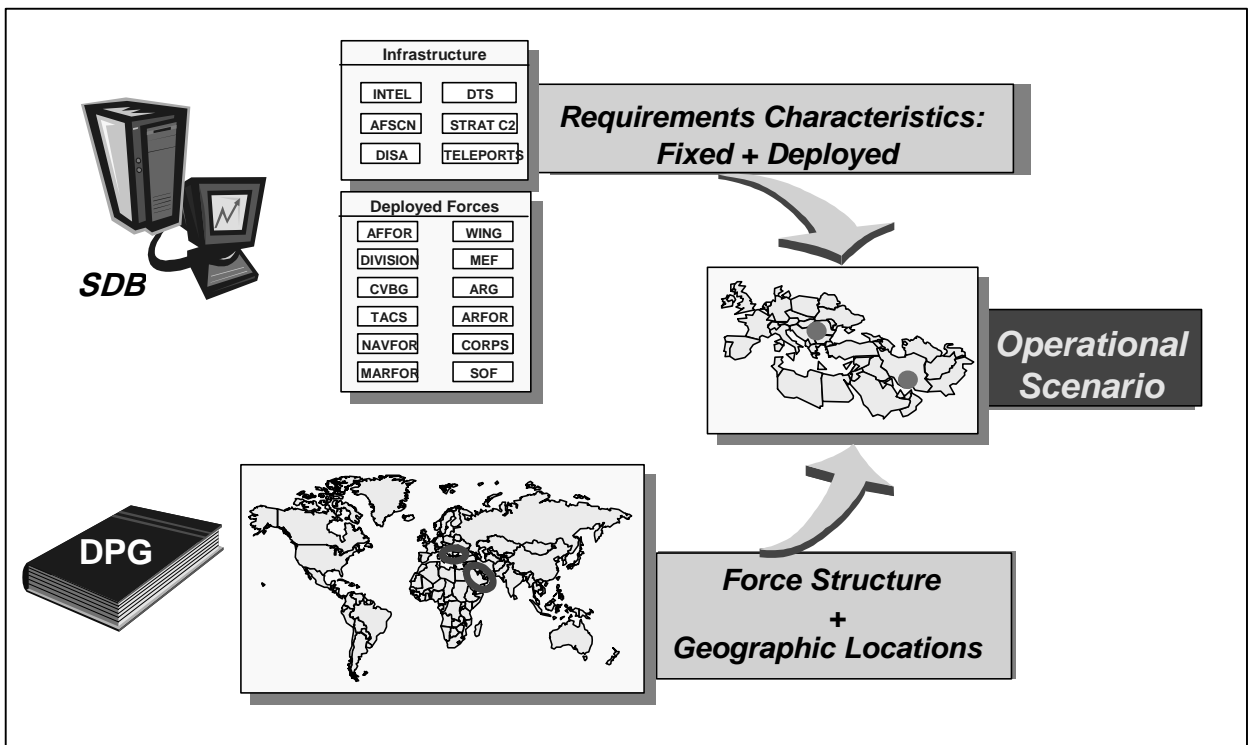 Infrastructure
INTEL DTS
AFSCN STRAT C2
DISA TELEPORTS
Requirements Characteristics:
Fixed + Deployed
SDB
Deployed Forces
AFFOR WING
DIVISION MEF
CVBG ARG
TACS ARFOR
NAVFOR CORPS
MARFOR SOF
Operational
Scenario
DPG
Force Structure
+
Geographic Locations